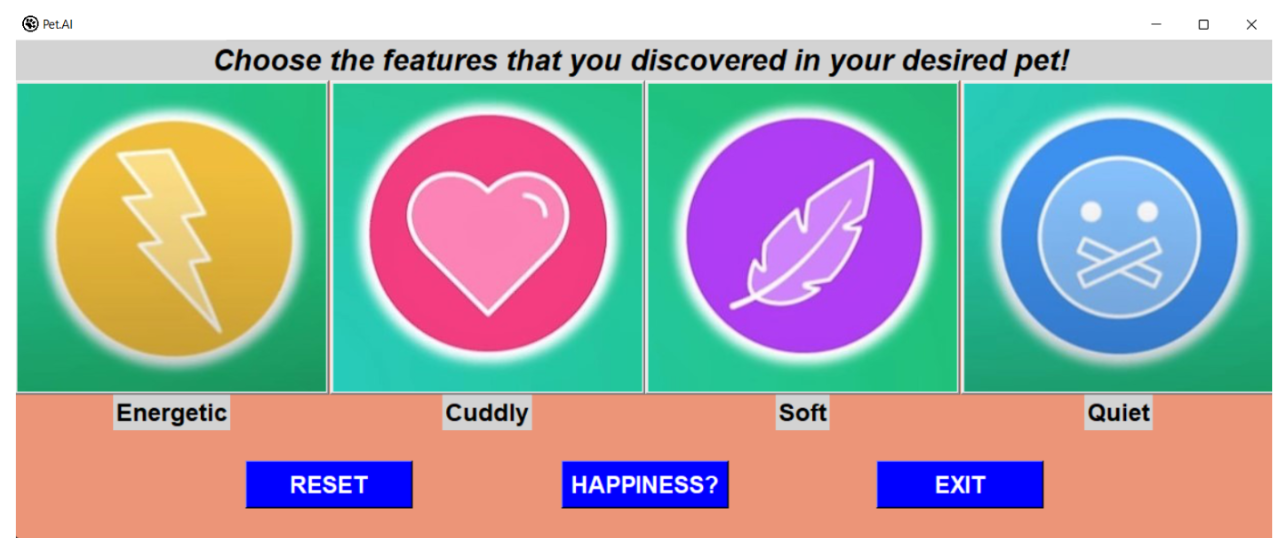 Pet.AI
Choose the features that you discovered in your desired pet!
Energetic Cuddly Soft Quiet
RESET HAPPINESS? EXIT